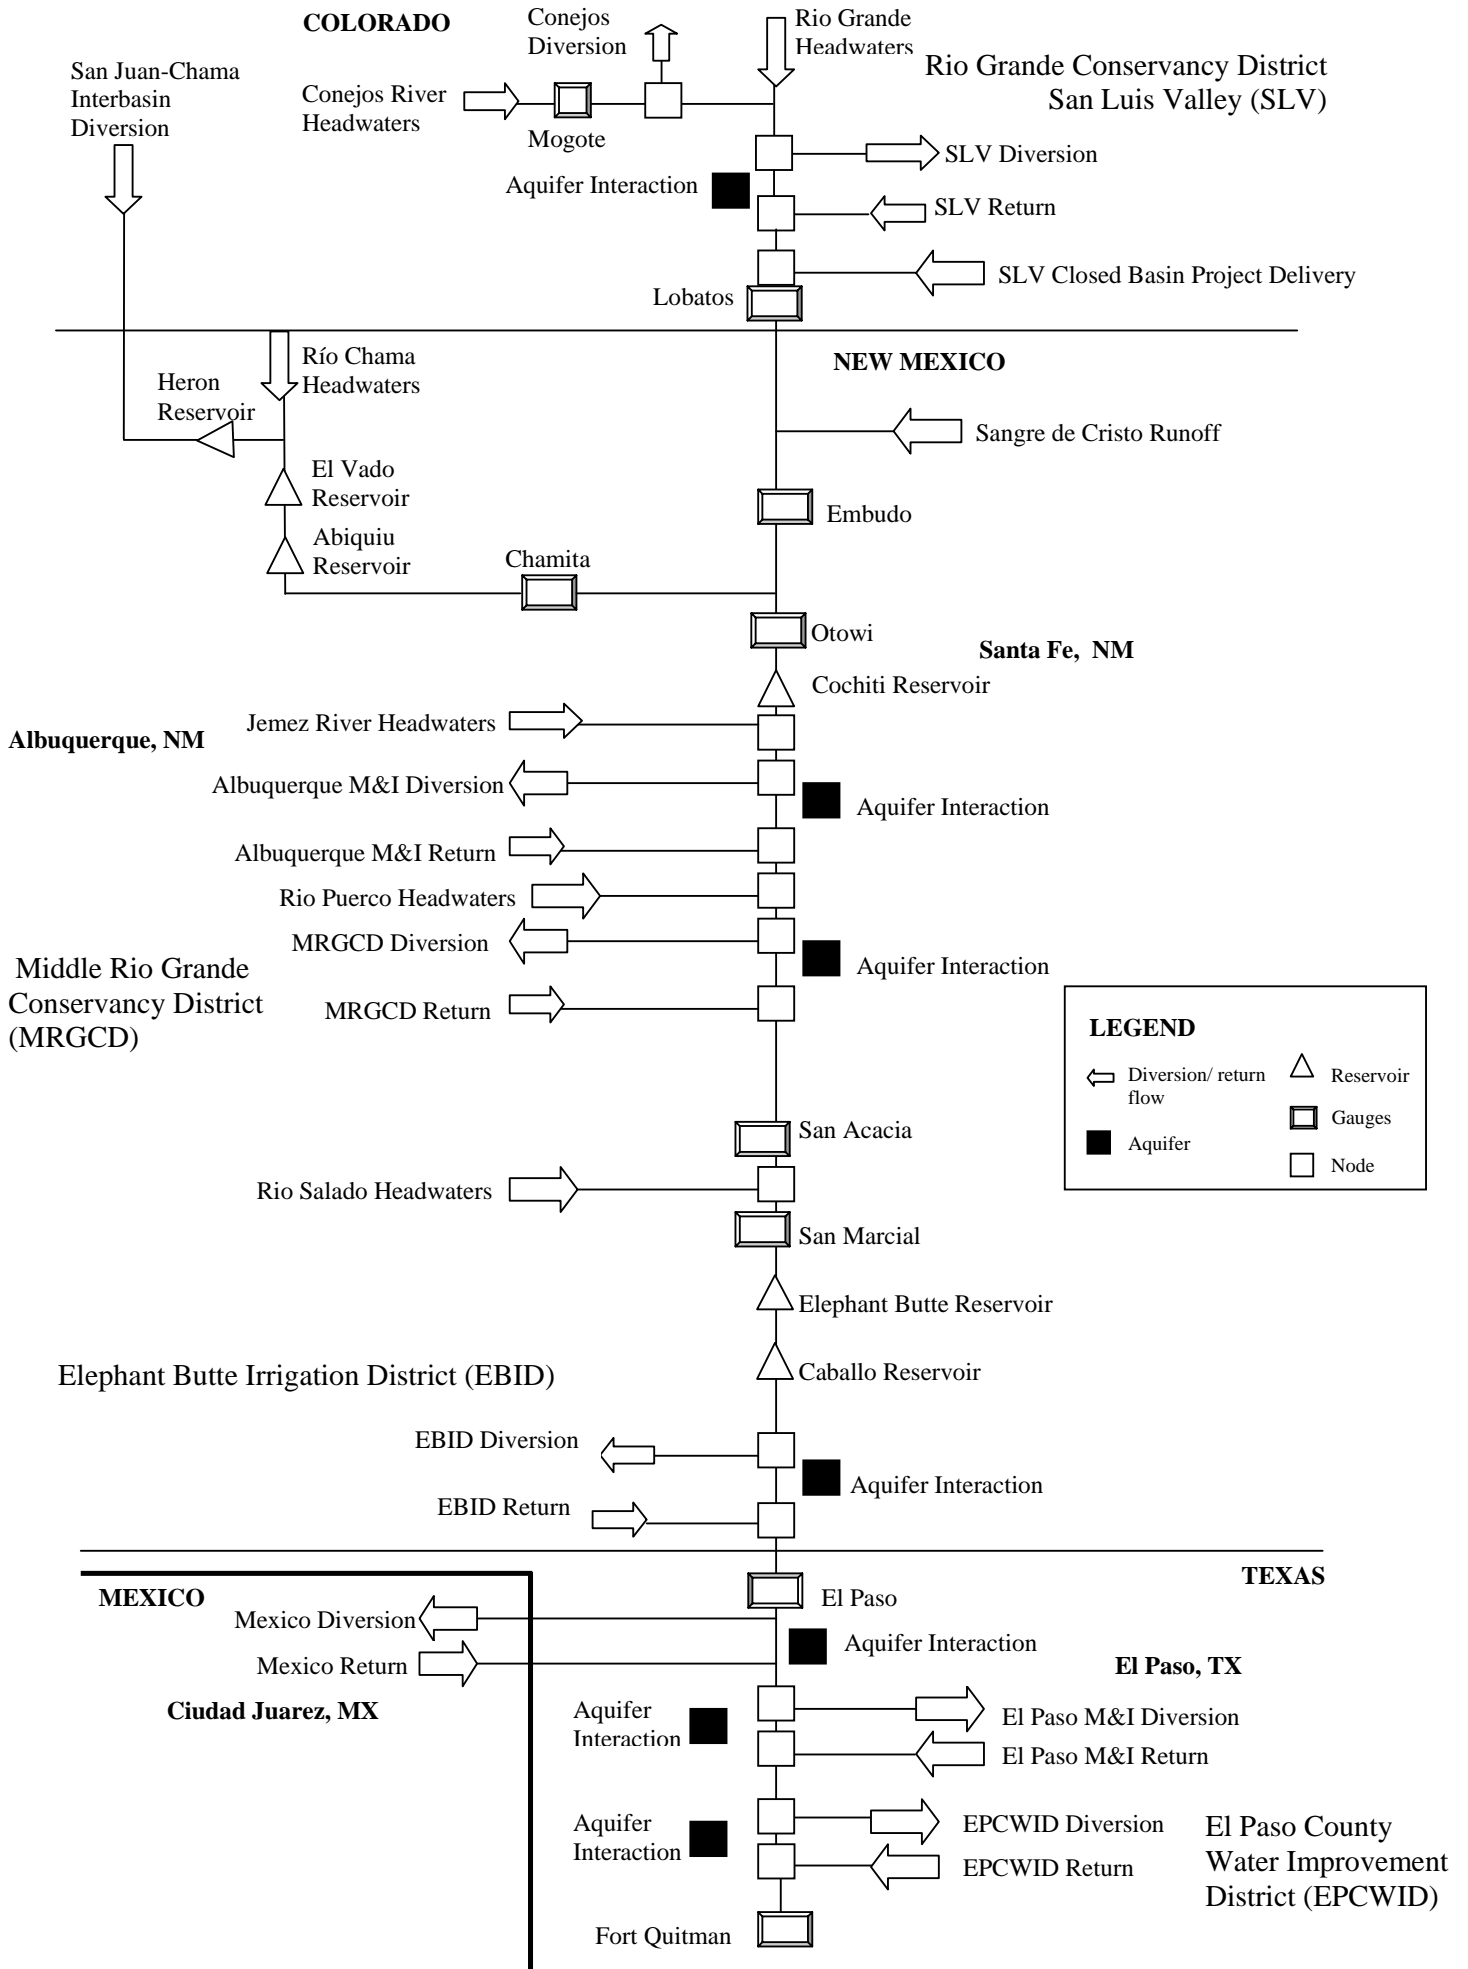 COLORADO
Conejos
Diversion
Rio Grande
Headwaters
Rio Grande Conservancy District
San Luis Valley (SLV)
San Juan-Chama
Interbasin
Diversion
Conejos River
Headwaters
Mogote
SLV Diversion
Aquifer Interaction
SLV Return
SLV Closed Basin Project Delivery
Lobatos
NEW MEXICO
Río Chama
Headwaters
Heron
Reservoir
Sangre de Cristo Runoff
El Vado
Reservoir
Embudo
Abiquiu
Reservoir
Chamita
Otowi
Santa Fe, NM
Cochiti Reservoir
Jemez River Headwaters
Albuquerque, NM
Albuquerque M&I Diversion
Aquifer Interaction
Albuquerque M&I Return
Rio Puerco Headwaters
MRGCD Diversion
Aquifer Interaction
Middle Rio Grande
Conservancy District
(MRGCD)
MRGCD Return
LEGEND
Diversion/ return
flow
Reservoir
Gauges
Aquifer
Node
San Acacia
Rio Salado Headwaters
San Marcial
Elephant Butte Reservoir
Elephant Butte Irrigation District (EBID)
Caballo Reservoir
EBID Diversion
Aquifer Interaction
EBID Return
TEXAS
MEXICO
El Paso
Mexico Diversion
Aquifer Interaction
Mexico Return
El Paso, TX
Ciudad Juarez, MX
Aquifer
Interaction
El Paso M&I Diversion
El Paso M&I Return
Aquifer
Interaction
EPCWID Diversion
EPCWID Return
El Paso County
Water Improvement
District (EPCWID)
Fort Quitman